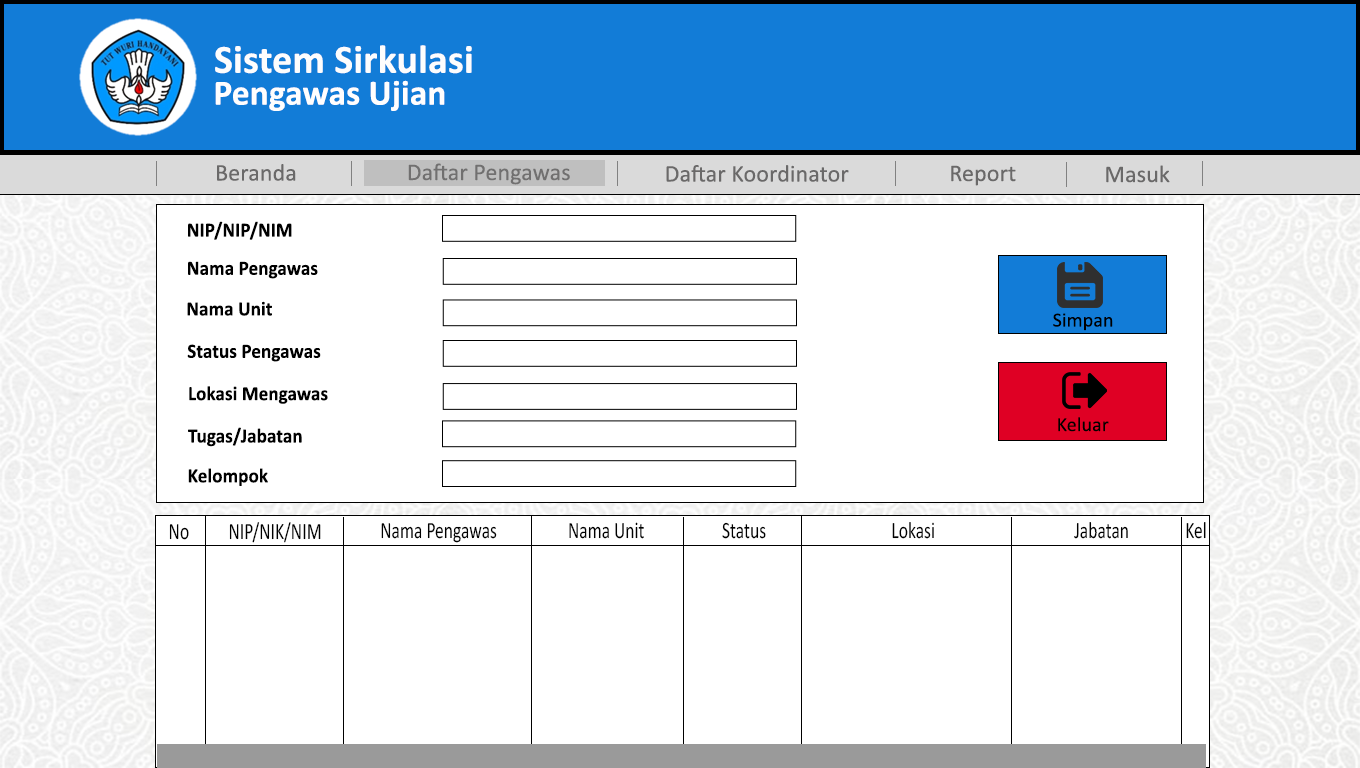 TUT WURI HANDAYANI
Sistem Sirkulasi
Pengawas Ujian
Beranda
Daftar Pengawas
Daftar Koordinator
Report
Masuk
NIP/NIP/NIM
Nama Pengawas
Nama Unit
Status Pengawas
Lokasi Mengawas
Tugas/Jabatan
Kelompok
Simpan
Keluar
No
NIP/NIK/NIM
Nama Pengawas
Nama Unit
Status
Lokasi
Jabatan
Kel